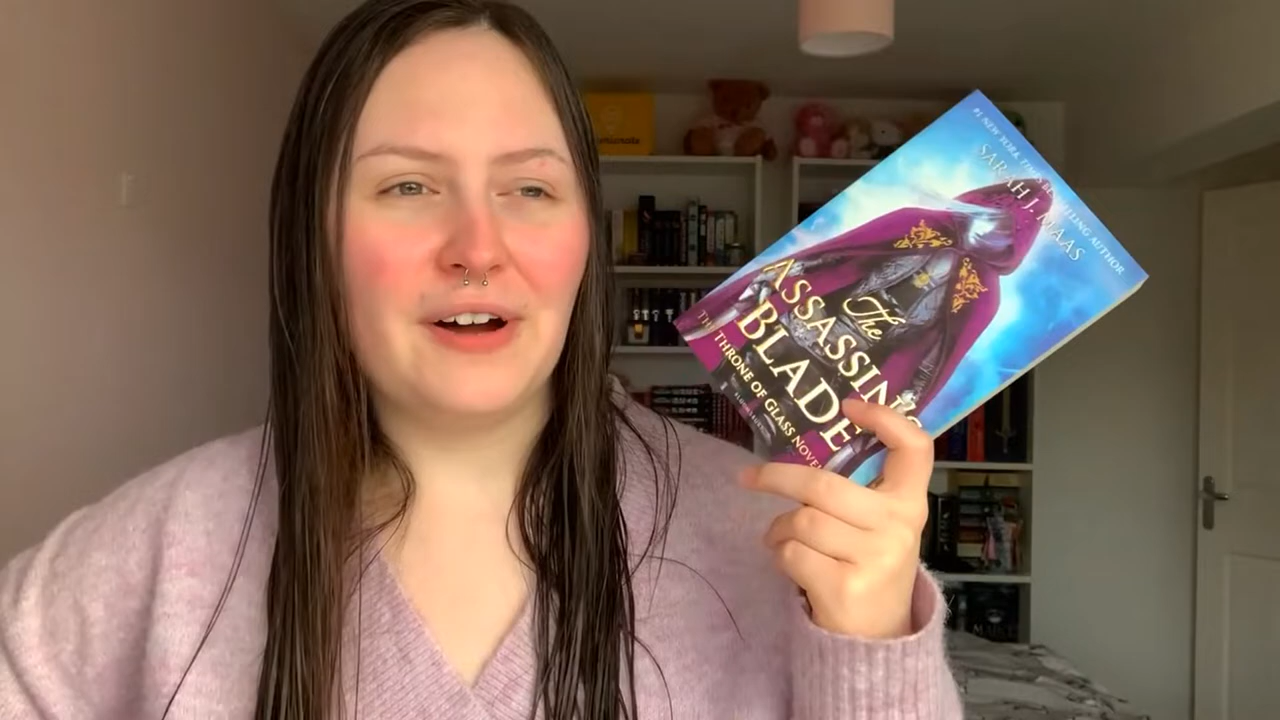 #1 NEW YORK TIMES BESTSELLING AUTHOR
SARAH J. MAAS
The
ASSASSIN'S
BLADE
THE THRONE OF GLASS NOVELLAS